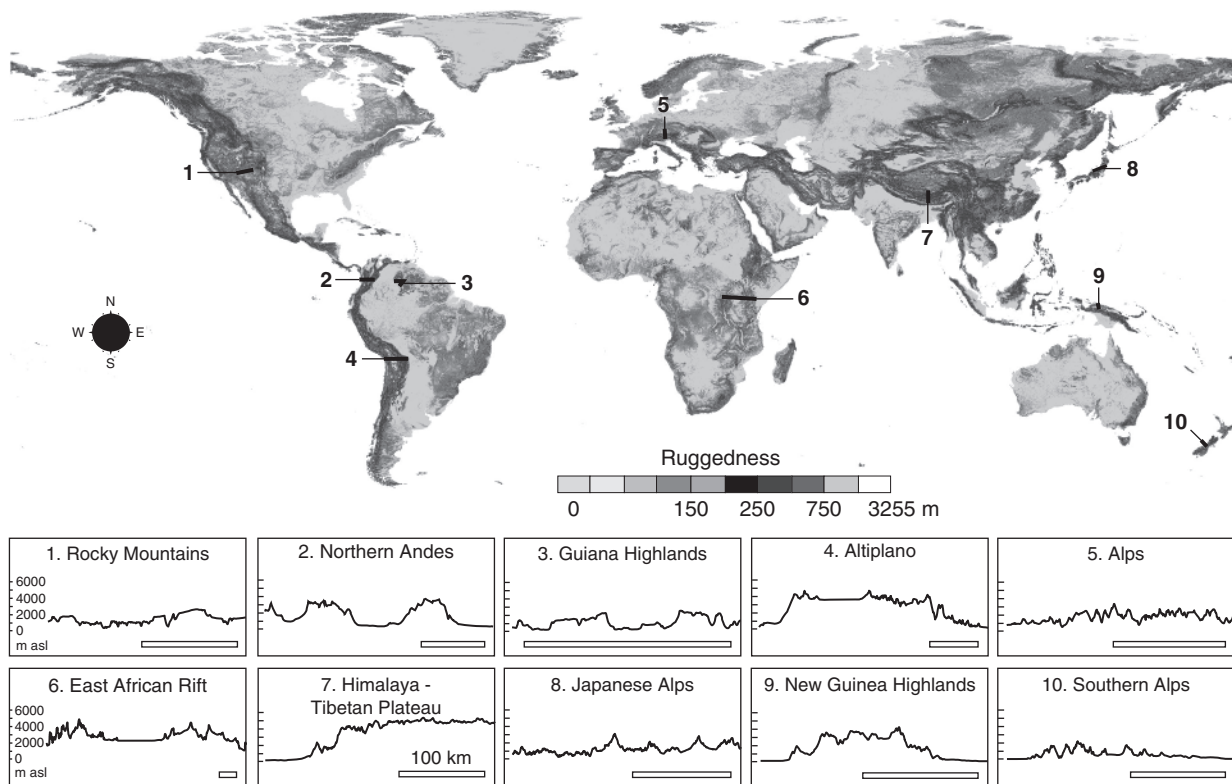 5
1
8
7
2
3
9
6
N
W E
S
4
10
Ruggedness
0 150 250 750 3255 m
1. Rocky Mountains
6000
4000
2000
0
m asl
2. Northern Andes
3. Guiana Highlands
4. Altiplano
5. Alps
6. East African Rift
6000
4000
2000
0
m asl
7. Himalaya -
Tibetan Plateau
100 km
8. Japanese Alps
9. New Guinea Highlands
10. Southern Alps